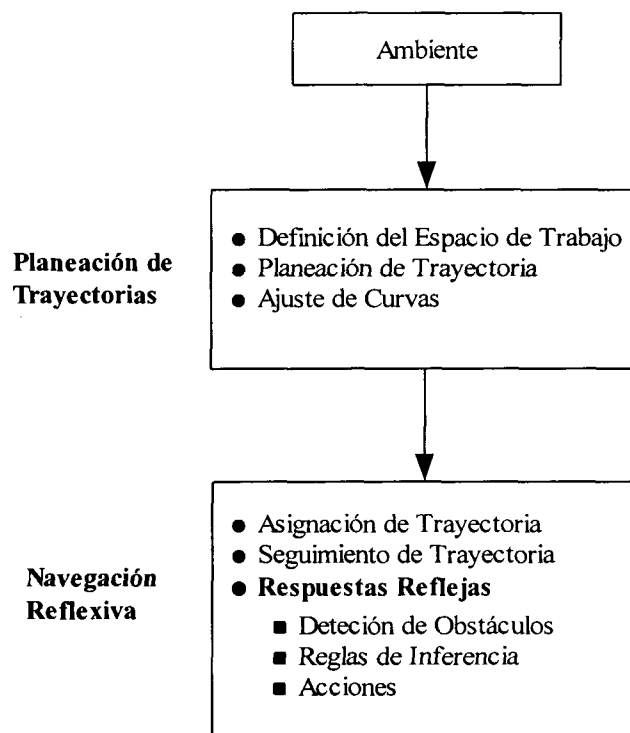 Ambiente
Planeación de
Trayectorias
● Definición del Espacio de Trabajo
● Planeación de Trayectoria
● Ajuste de Curvas
Navegación
Reflexiva
● Asignación de Trayectoria
● Seguimiento de Trayectoria
● Respuestas Reflejas
■ Deteción de Obstáculos
■ Reglas de Inferencia
■ Acciones